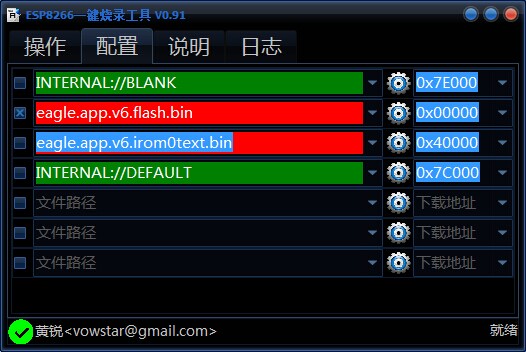 ESP8266一鍵烧录工具 V0.91
操作 配置 说明 日志
INTERNAL://BLANK 0x7E000
eagle.app.v6.flash.bin 0x00000
eagle.app.v6.irom0text.bin 0x40000
INTERNAL://DEFAULT 0x7C000
文件路径 下载地址
文件路径 下载地址
文件路径 下载地址
黄锐<vowstar@gmail.com> 就绪